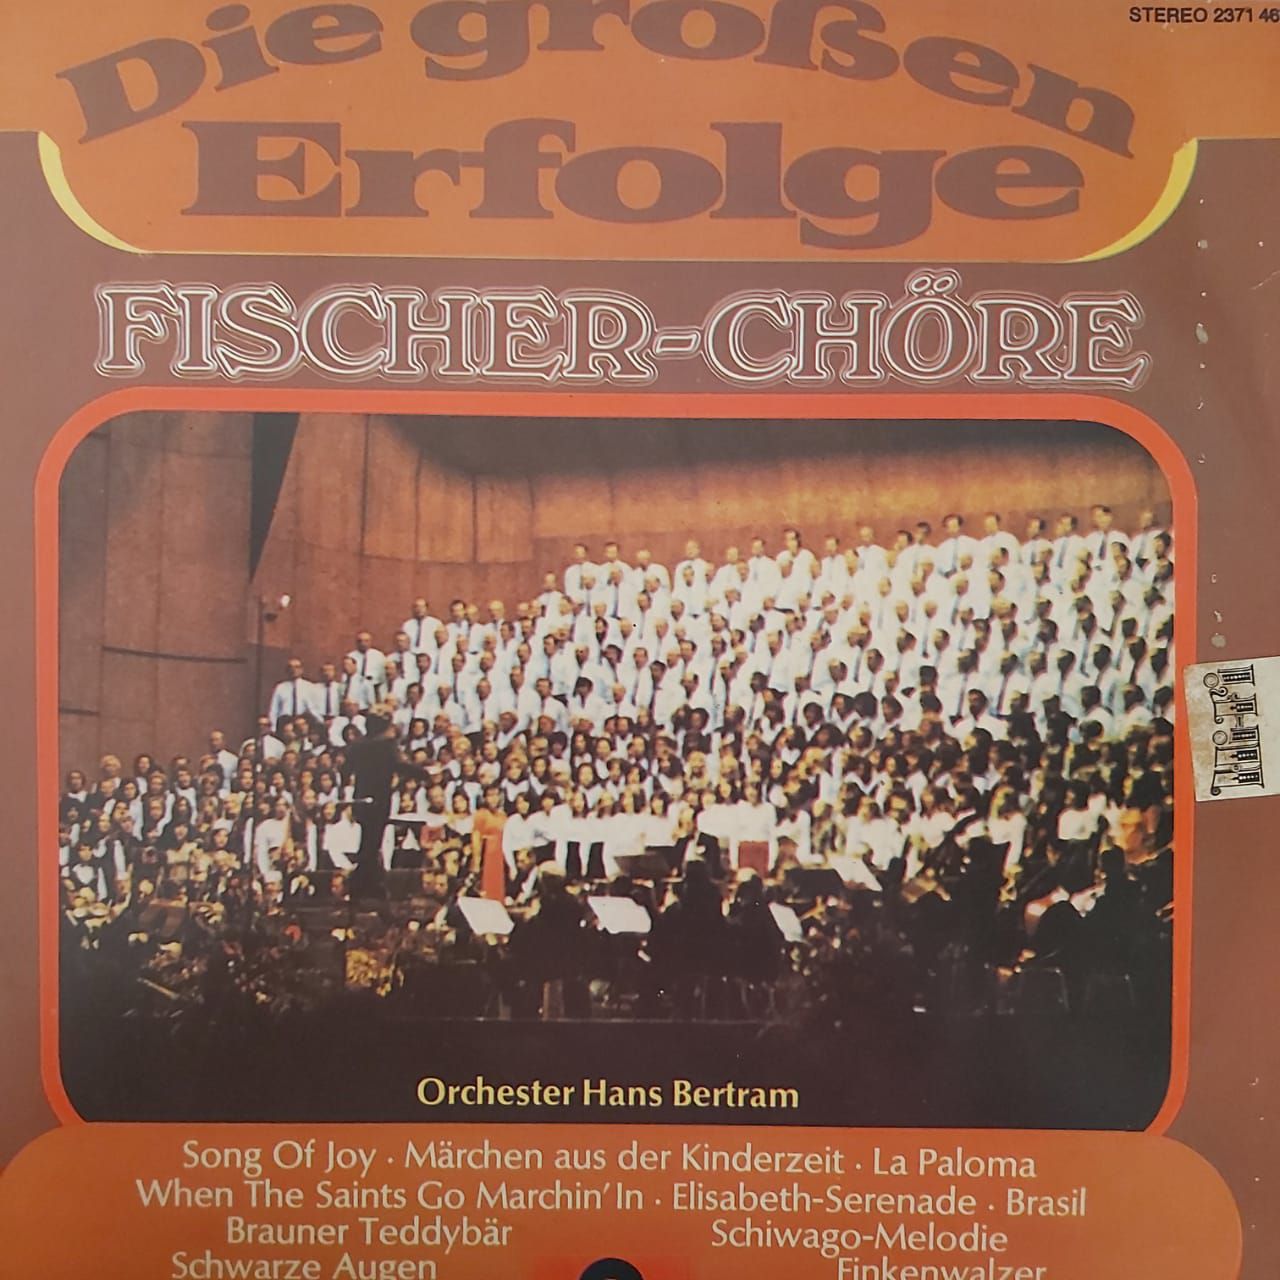 STEREO 2371 46
Die großen
Erfolge
FISCHER-CHÖRE
Orchester Hans Bertram
Song Of Joy · Märchen aus der Kinderzeit · La Paloma
When The Saints Go Marchin' In · Elisabeth-Serenade · Brasil
Brauner Teddybär Schiwago-Melodie
Schwarze Augen Finkenwalzer